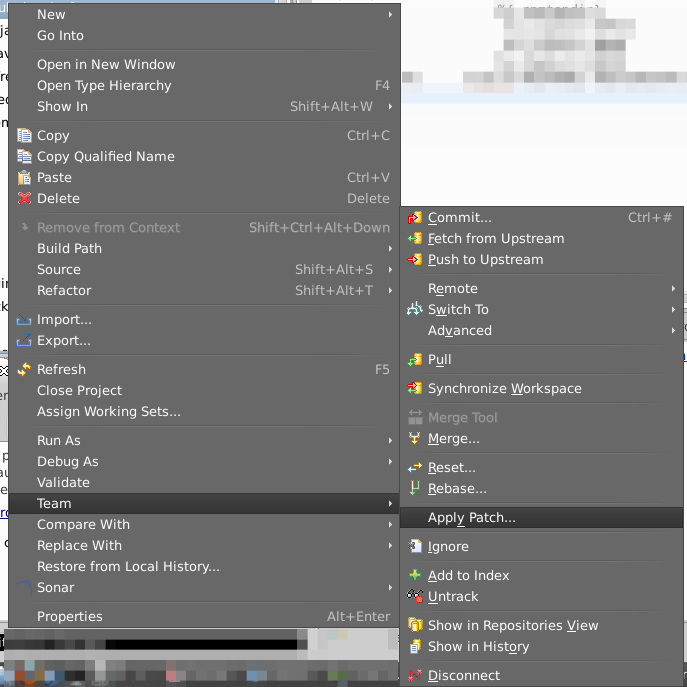 New
Go Into
Open in New Window
Open Type Hierarchy F4
Show In Shift+Alt+W
Copy Ctrl+C
Copy Qualified Name
Paste Ctrl+V
Delete Delete
Remove from Context Shift+Ctrl+Alt+Down
Build Path
Source Shift+Alt+S
Refactor Shift+Alt+T
Import...
Export...
Refresh F5
Close Project
Assign Working Sets...
Run As
Debug As
Validate
Team
Compare With
Replace With
Restore from Local History...
Sonar
Properties Alt+Enter
Commit... Ctrl+#
Fetch from Upstream
Push to Upstream
Remote
Switch To
Advanced
Pull
Synchronize Workspace
Merge Tool
Merge...
Reset...
Rebase...
Apply Patch...
Ignore
Add to Index
Untrack
Show in Repositories View
Show in History
Disconnect